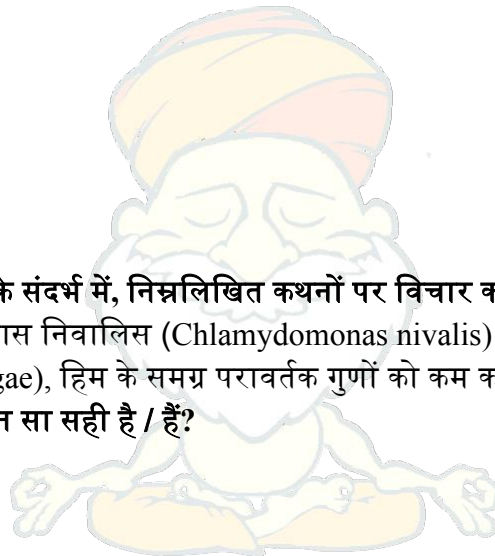 के संदर्भ में, निम्नलिखित कथनों पर विचार क
ास निवालिस (Chlamydomonas nivalis)
gae), हिम के समग्र परावर्तक गुणों को कम क
न सा सही है / हैं?